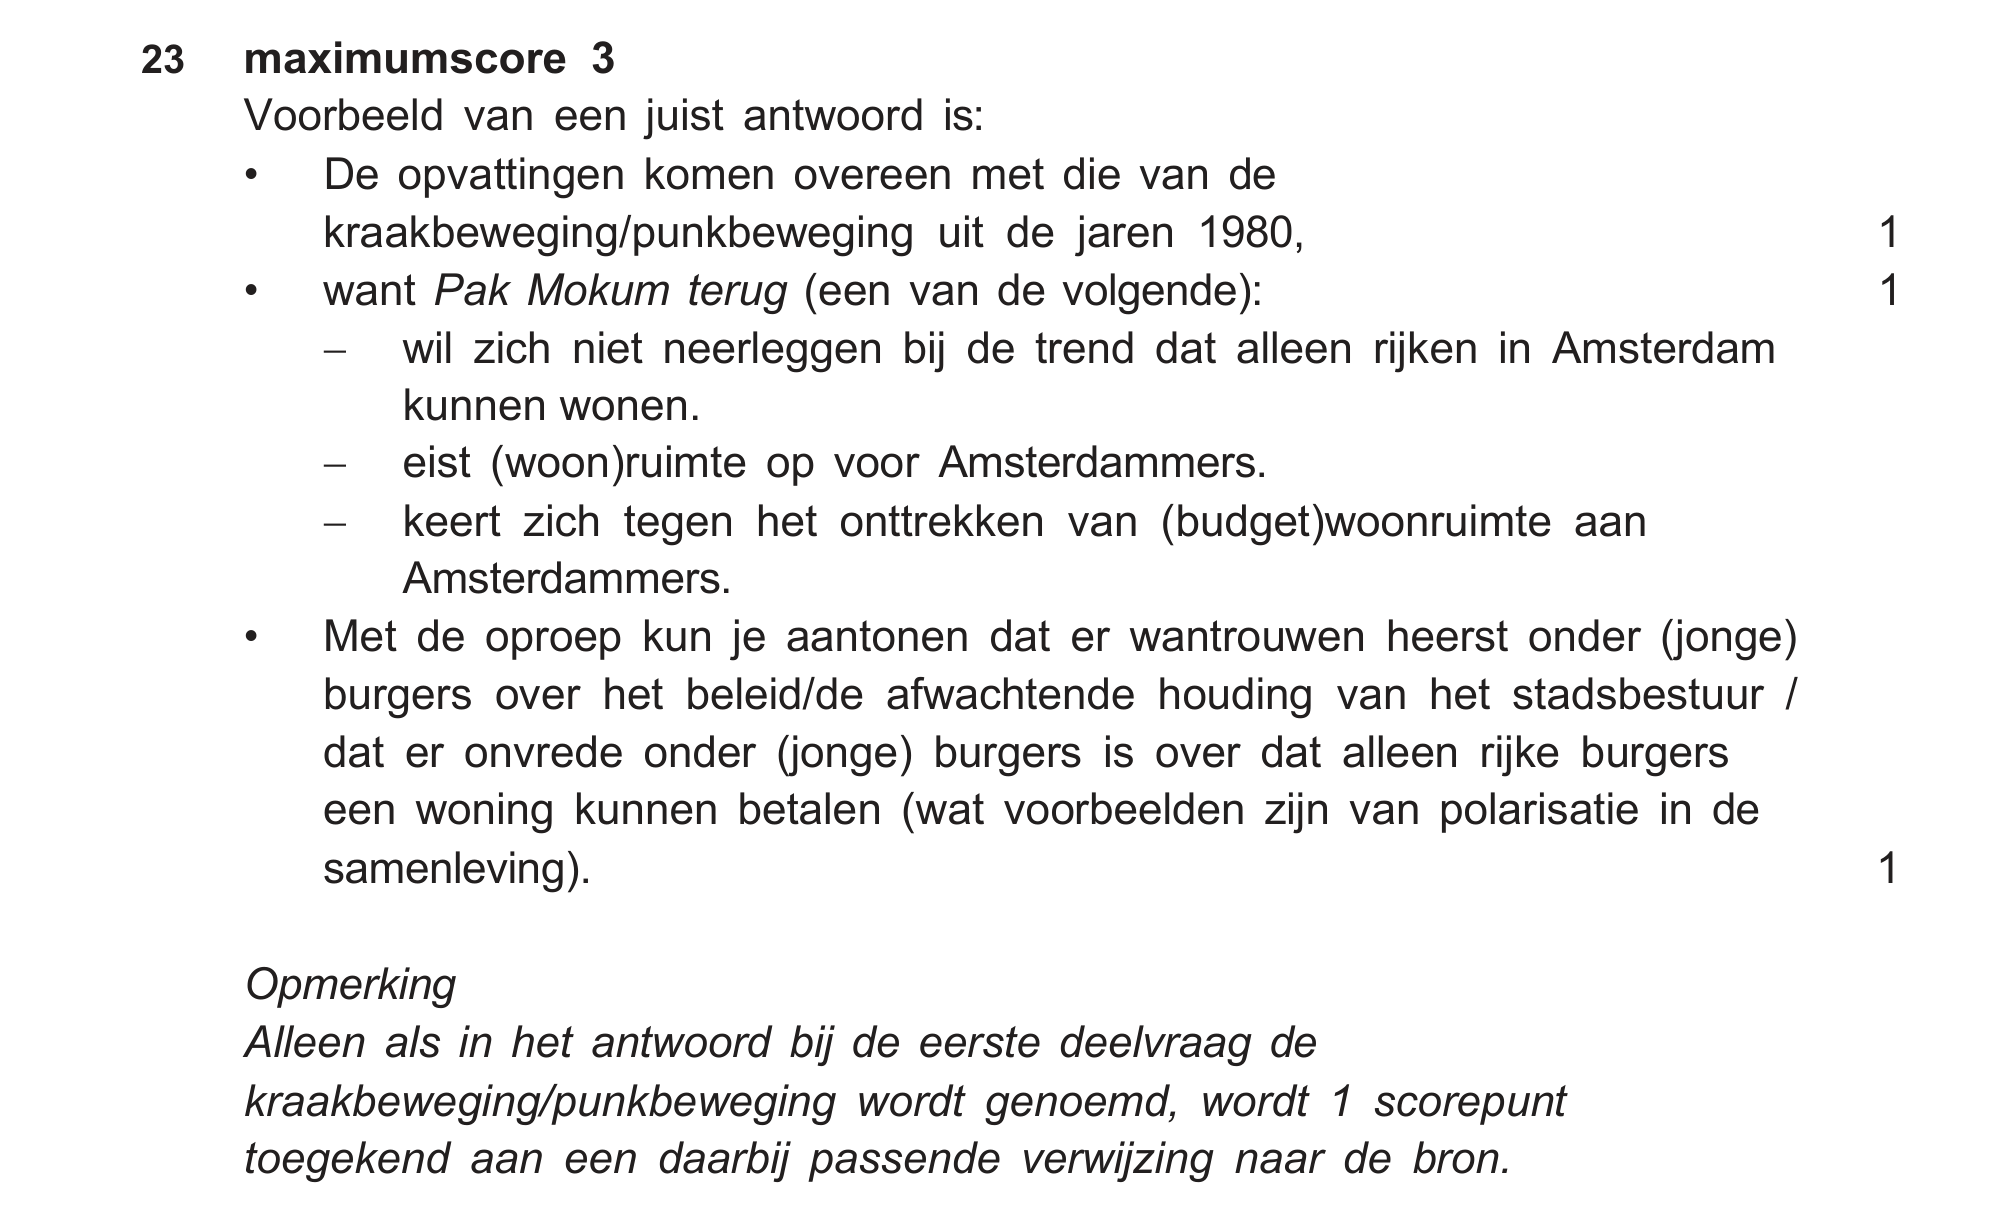 23 maximumscore 3
Voorbeeld van een juist antwoord is:
• De opvattingen komen overeen met die van de
kraakbeweging/punkbeweging uit de jaren 1980, 1
• want Pak Mokum terug (een van de volgende): 1
− wil zich niet neerleggen bij de trend dat alleen rijken in Amsterdam
kunnen wonen.
− eist (woon)ruimte op voor Amsterdammers.
− keert zich tegen het onttrekken van (budget)woonruimte aan
Amsterdammers.
• Met de oproep kun je aantonen dat er wantrouwen heerst onder (jonge)
burgers over het beleid/de afwachtende houding van het stadsbestuur /
dat er onvrede onder (jonge) burgers is over dat alleen rijke burgers
een woning kunnen betalen (wat voorbeelden zijn van polarisatie in de
samenleving). 1
Opmerking
Alleen als in het antwoord bij de eerste deelvraag de
kraakbeweging/punkbeweging wordt genoemd, wordt 1 scorepunt
toegekend aan een daarbij passende verwijzing naar de bron.